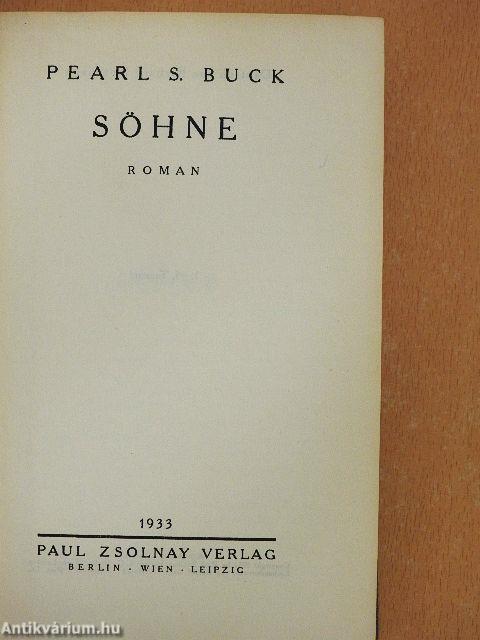 PEARL S. BUCK
SÖHNE
ROMAN
1933
PAUL ZSOLNAY VERLAG
BERLIN · WIEN · LEIPZIG
Antikvárium.hu